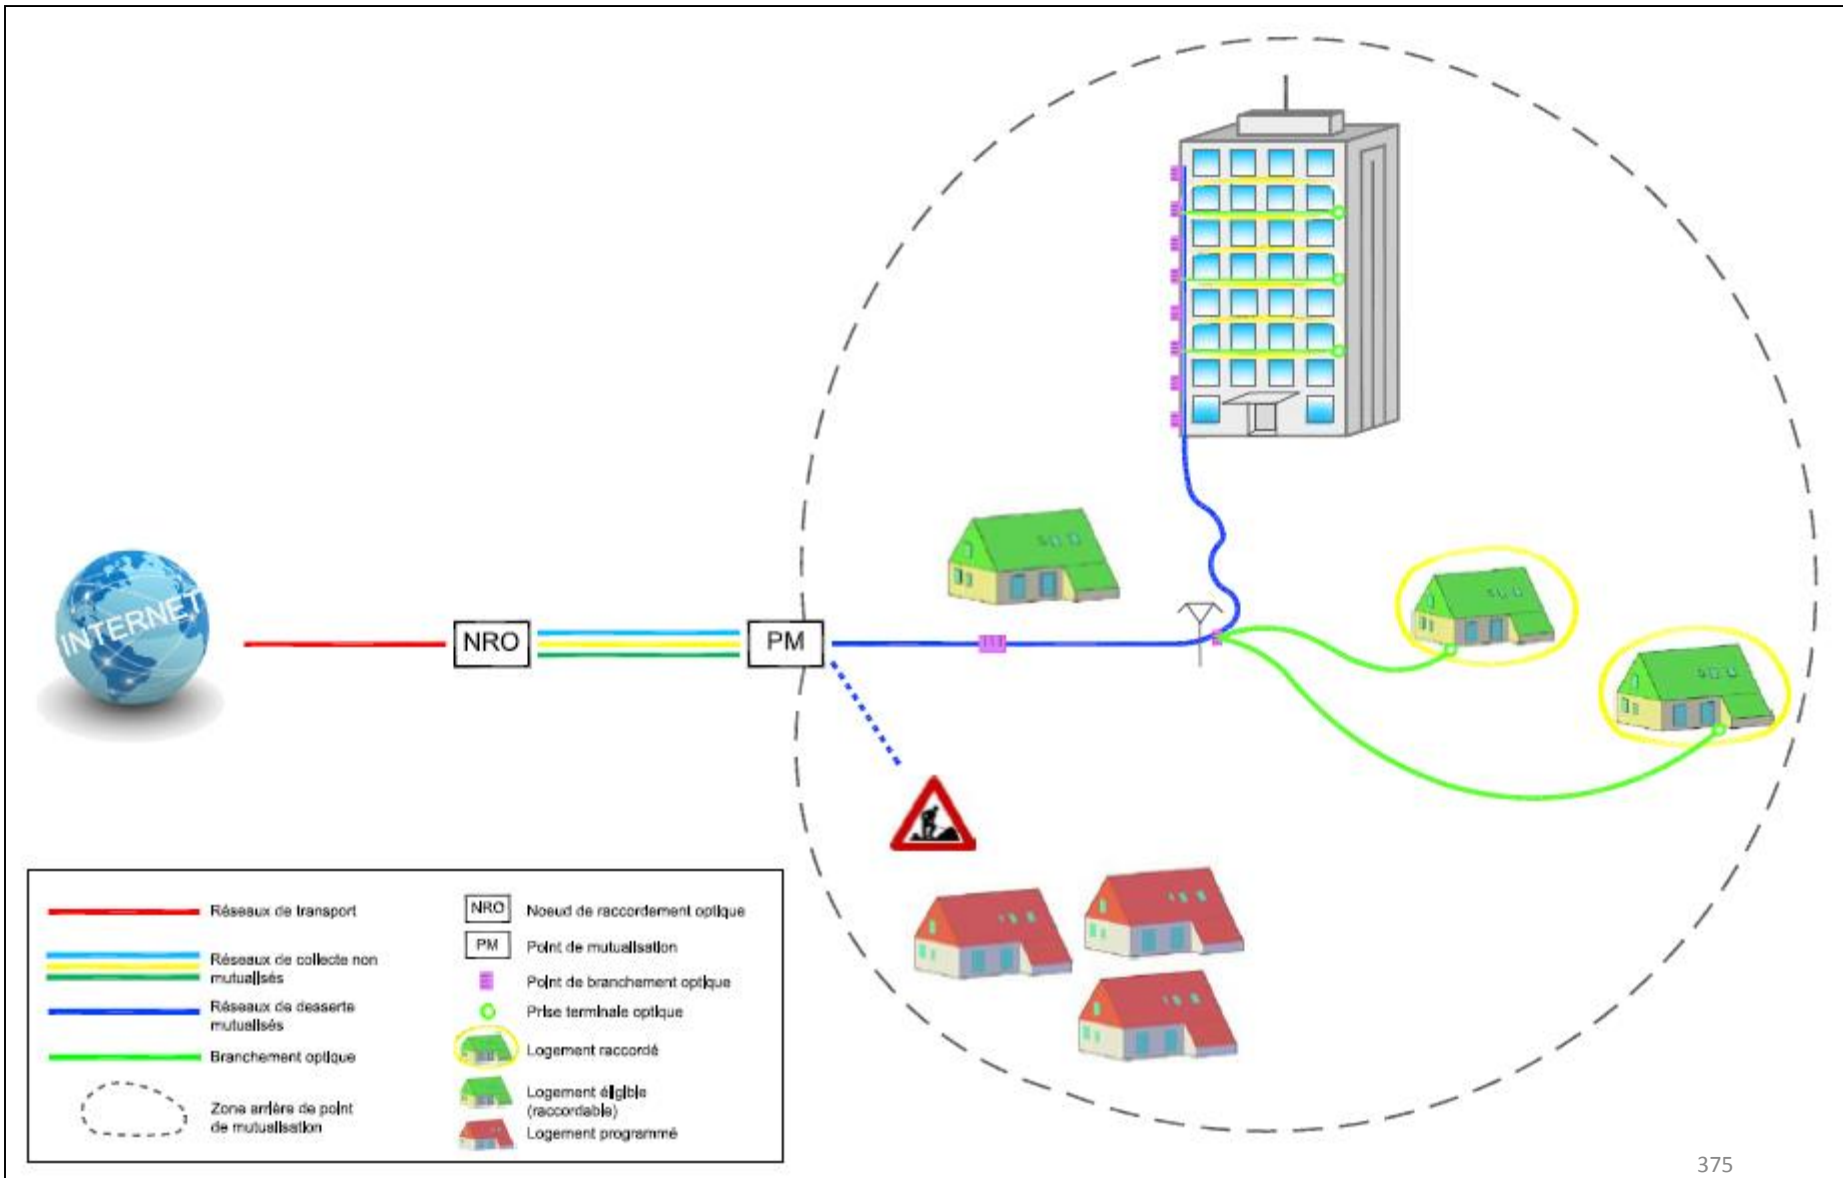 INTERNET
NRO
PM
Réseaux de transport
Réseaux de collecte non
mutualisés
Réseaux de desserte
mutualisés
Branchement optique
Zone arrière de point
de mutualisation
NRO
Noeud de raccordement optique
PM
Point de mutualisation
Point de branchement optique
Prise terminale optique
Logement raccordé
Logement éligible
(raccordable)
Logement programmé
375